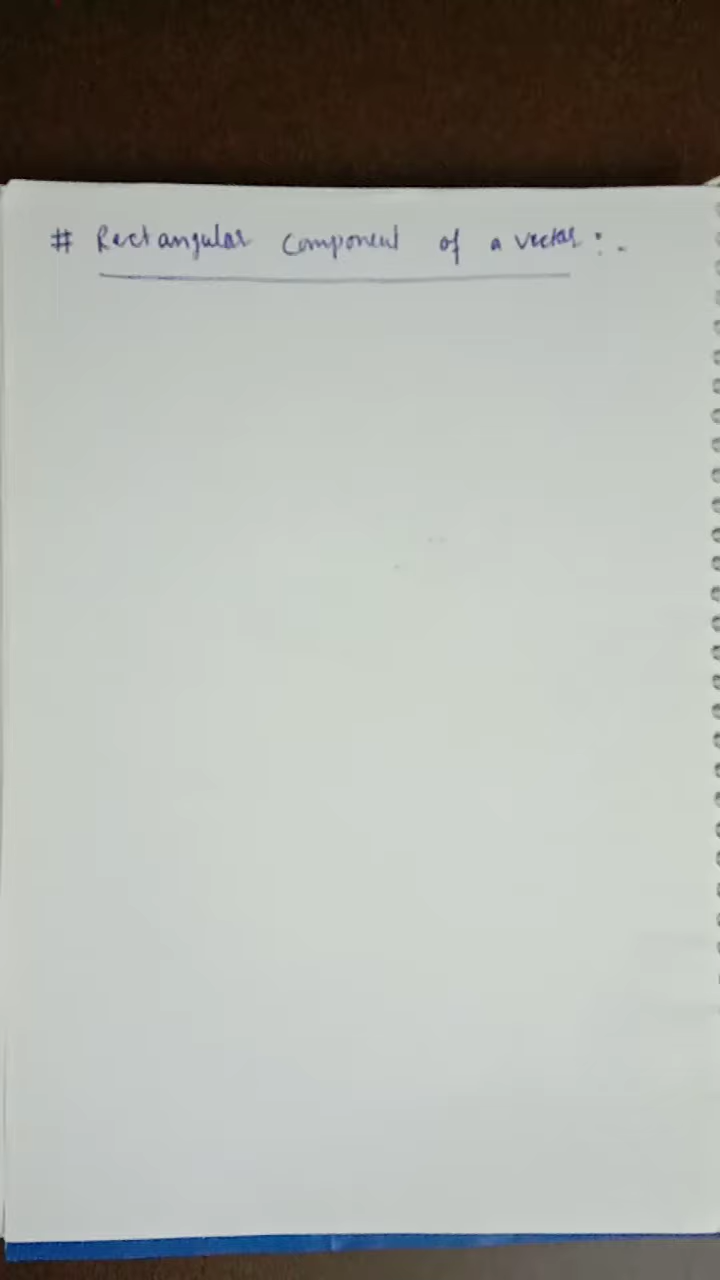 # Rectangular component of a vector :-